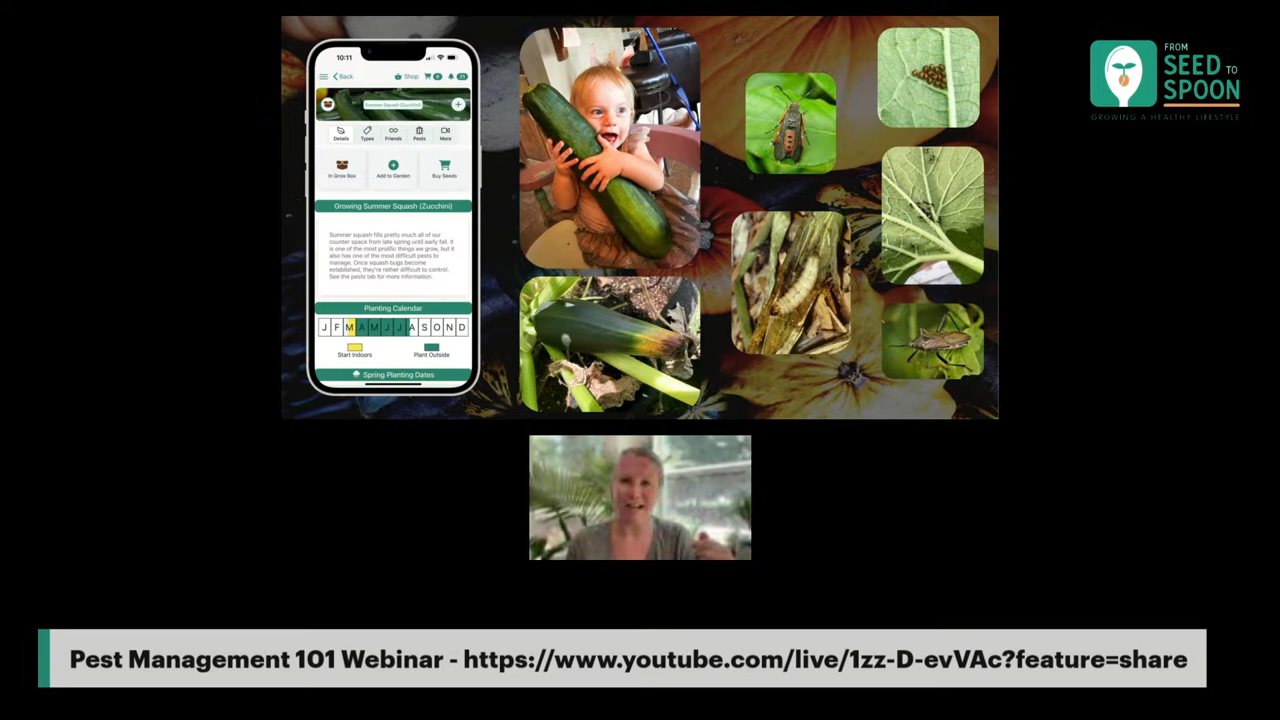 10:11
Back
Shop
0
21
Summer Squash (Zucchini)
Details
Types
Friends
Pests
More
In Grow Box
Add to Garden
Buy Seeds
Growing Summer Squash (Zucchini)
Summer squash fills pretty much all of our
counter space from late spring until early fall. It
is one of the most prolific things we grow, but it
also has one of the most difficult pests to
manage. Once squash bugs become
established, they're rather difficult to control.
See the pests tab for more information.
Planting Calendar
J F M A M J J A S O N D
Start Indoors
Plant Outside
Spring Planting Dates
FROM
SEED TO
SPOON
GROWING A HEALTHY LIFESTYLE
Pest Management 101 Webinar - https://www.youtube.com/live/1zz-D-evVAc?feature=share